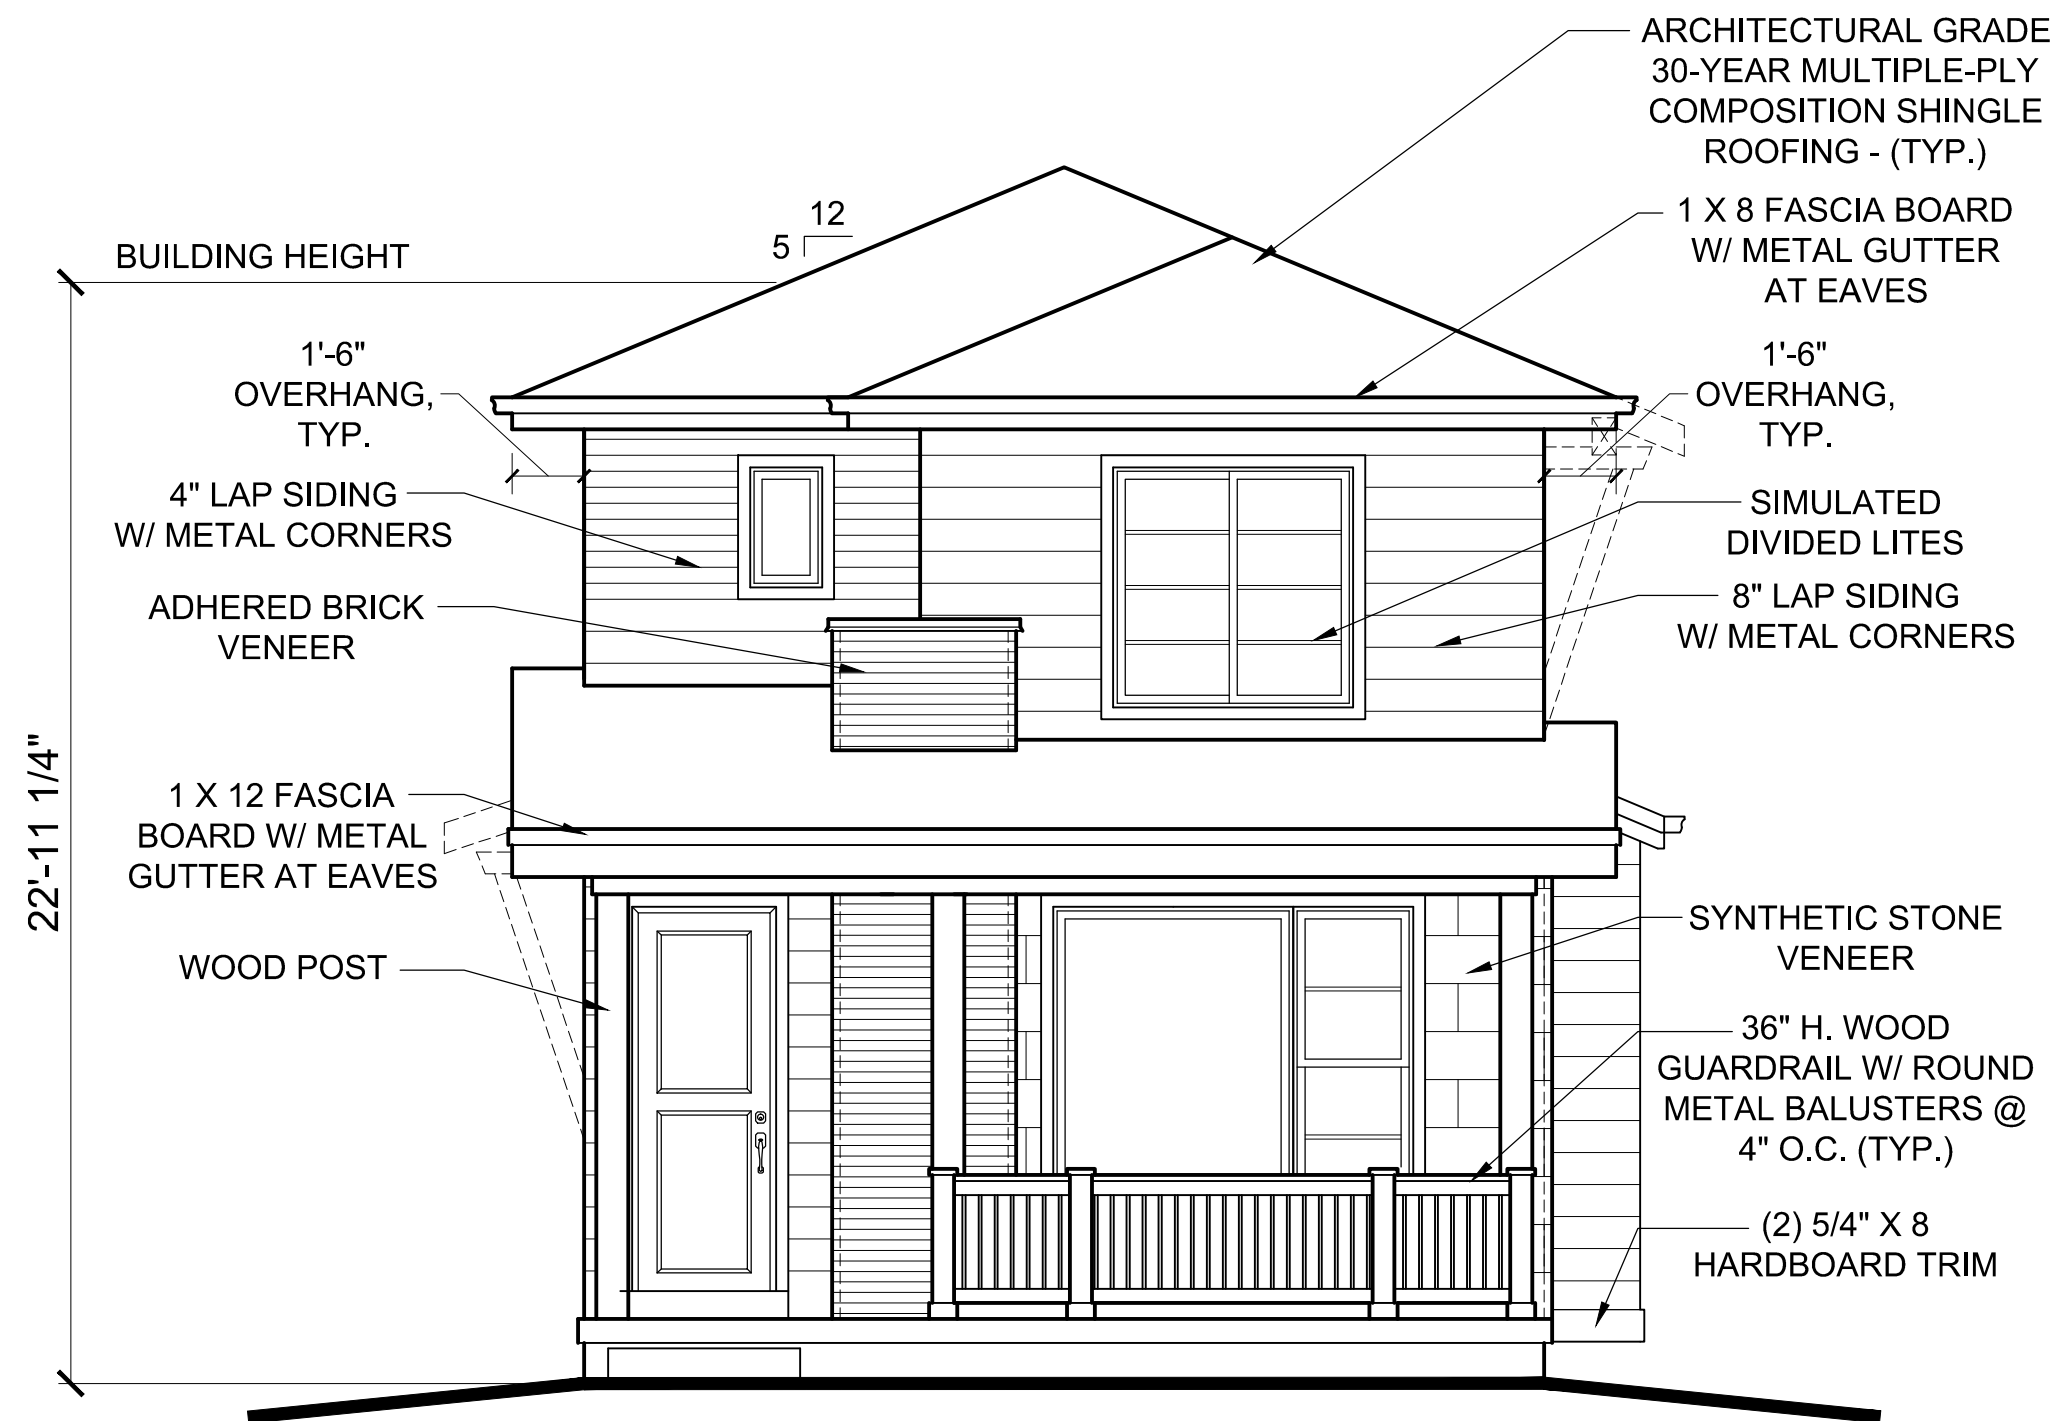 ARCHITECTURAL GRADE
30-YEAR MULTIPLE-PLY
COMPOSITION SHINGLE
ROOFING - (TYP.)
12
5
BUILDING HEIGHT
1 X 8 FASCIA BOARD
W/ METAL GUTTER
AT EAVES
1'-6"
OVERHANG,
TYP.
1'-6"
OVERHANG,
TYP.
4" LAP SIDING
W/ METAL CORNERS
SIMULATED
DIVIDED LITES
ADHERED BRICK
VENEER
8" LAP SIDING
W/ METAL CORNERS
22'-11 1/4"
1 X 12 FASCIA
BOARD W/ METAL
GUTTER AT EAVES
WOOD POST
SYNTHETIC STONE
VENEER
36" H. WOOD
GUARDRAIL W/ ROUND
METAL BALUSTERS @
4" O.C. (TYP.)
(2) 5/4" X 8
HARDBOARD TRIM